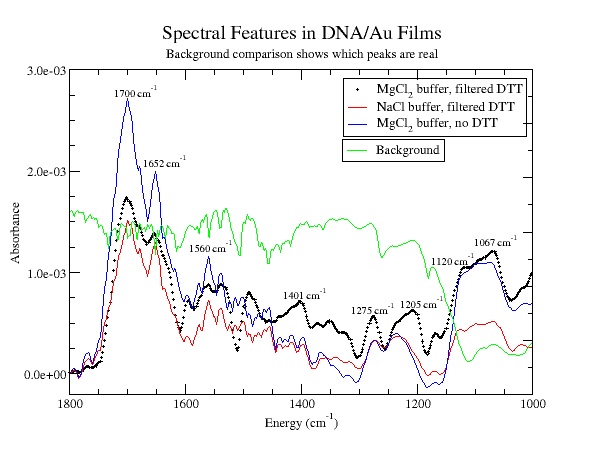 Spectral Features in DNA/Au Films
Background comparison shows which peaks are real
3.0e-03
2.0e-03
1.0e-03
0.0e+00
Absorbance
1700 cm⁻¹
1652 cm⁻¹
1560 cm⁻¹
1401 cm⁻¹
1275 cm⁻¹
1205 cm⁻¹
1120 cm⁻¹
1067 cm⁻¹
MgCl₂ buffer, filtered DTT
NaCl buffer, filtered DTT
MgCl₂ buffer, no DTT
Background
1800 1600 1400 1200 1000
Energy (cm⁻¹)